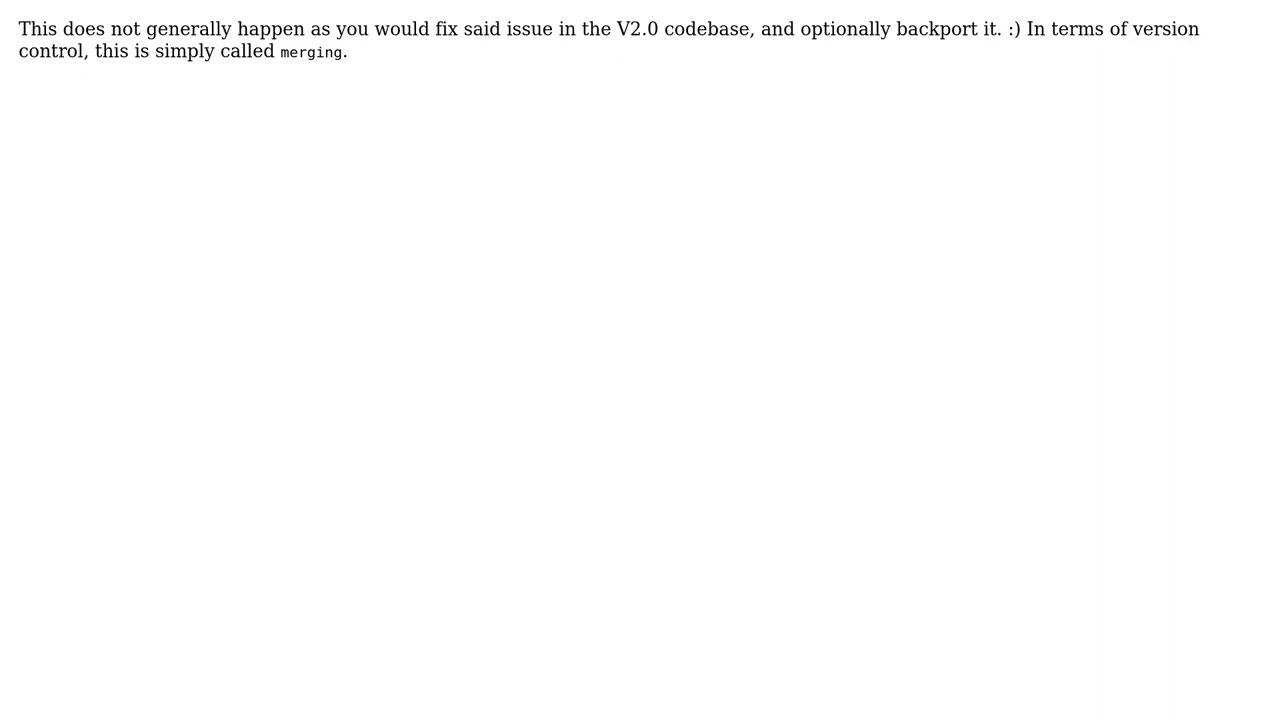 This does not generally happen as you would fix said issue in the V2.0 codebase, and optionally backport it. :) In terms of version
control, this is simply called merging.